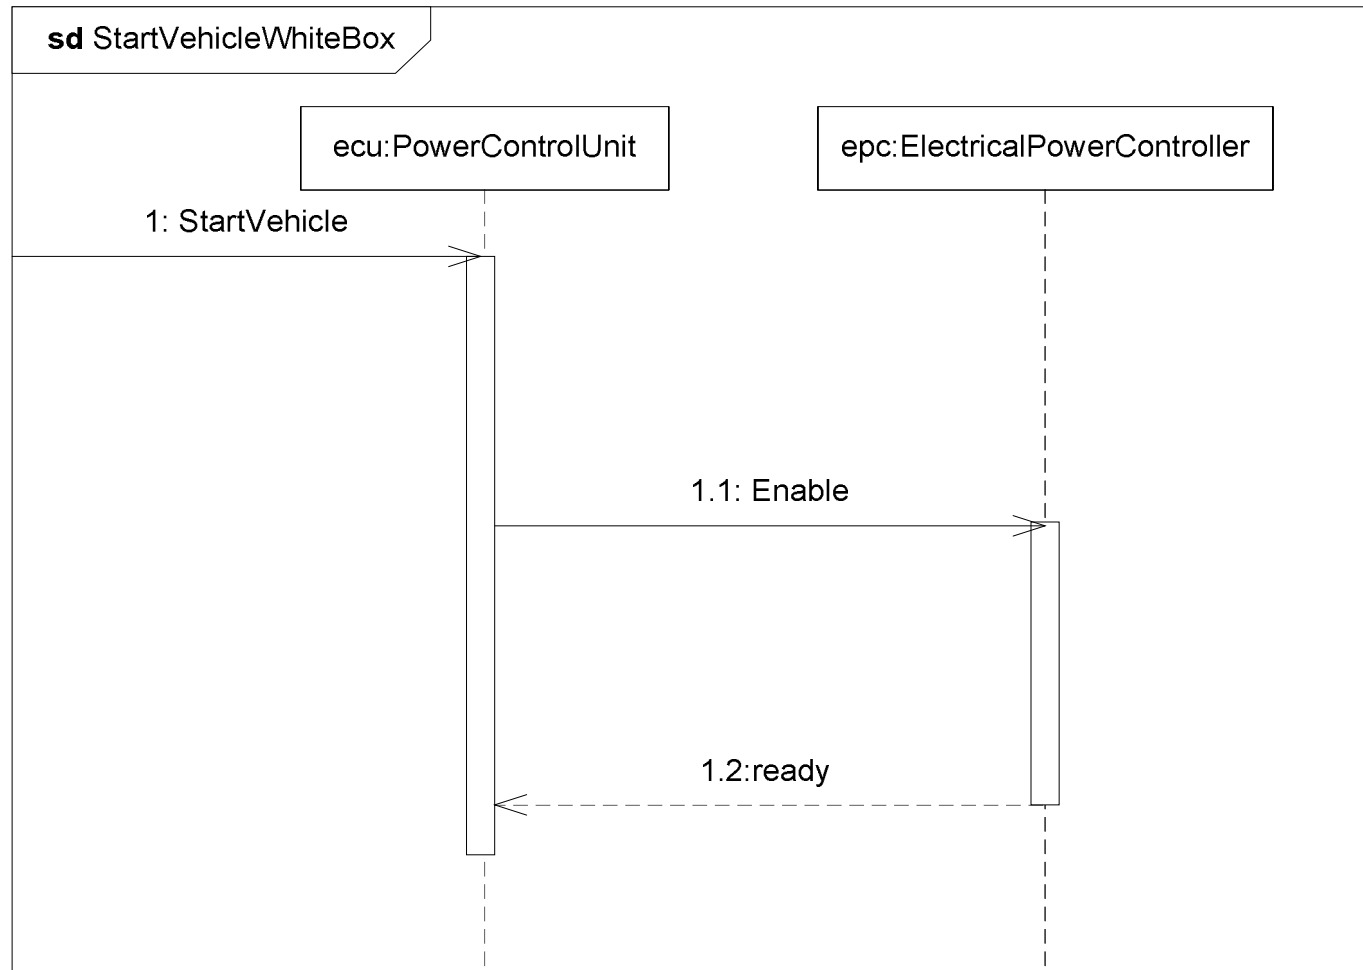 sd StartVehicleWhiteBox
ecu:PowerControlUnit
epc:ElectricalPowerController
1: StartVehicle
1.1: Enable
1.2:ready